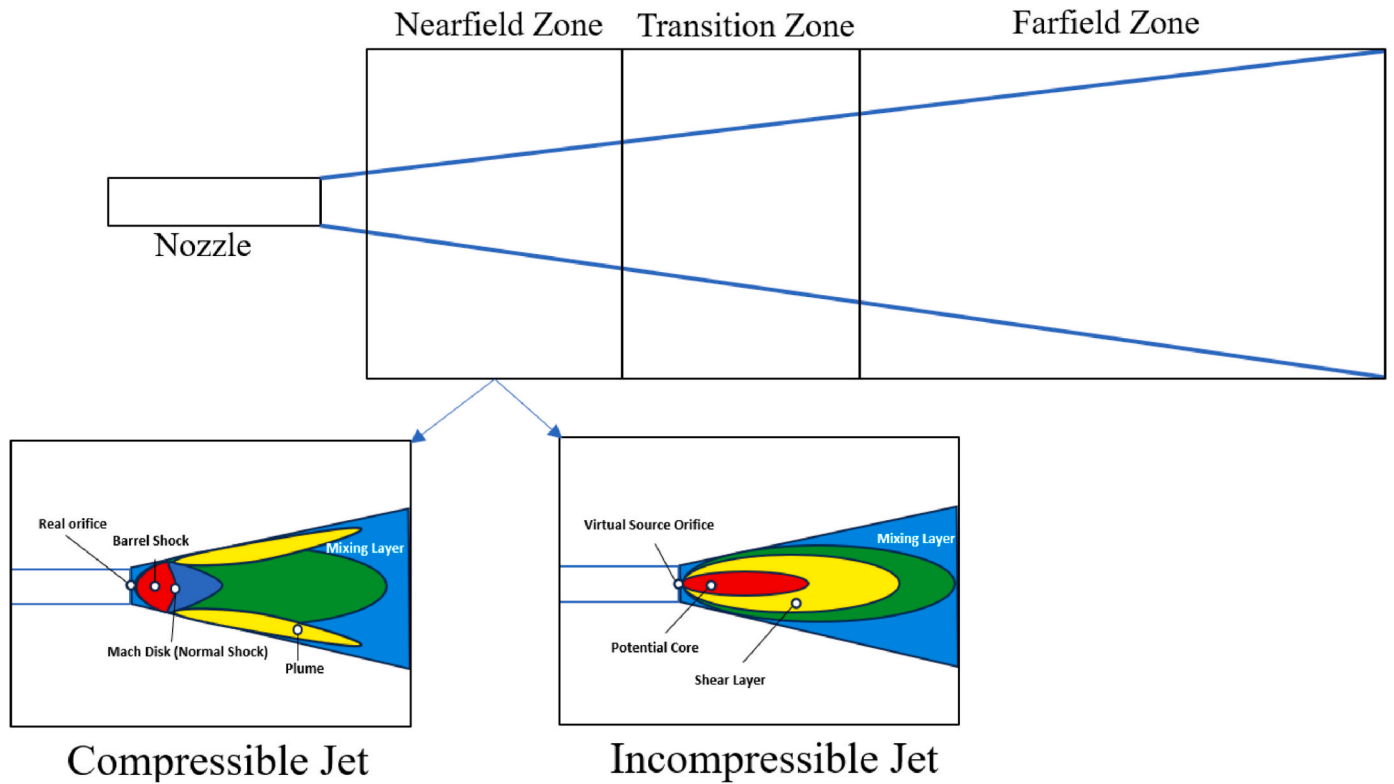 Nearfield Zone
Transition Zone
Farfield Zone
Nozzle
Real orifice
Barrel Shock
Mixing Layer
Mach Disk (Normal Shock)
Plume
Virtual Source Orifice
Mixing Layer
Potential Core
Shear Layer
Compressible Jet
Incompressible Jet